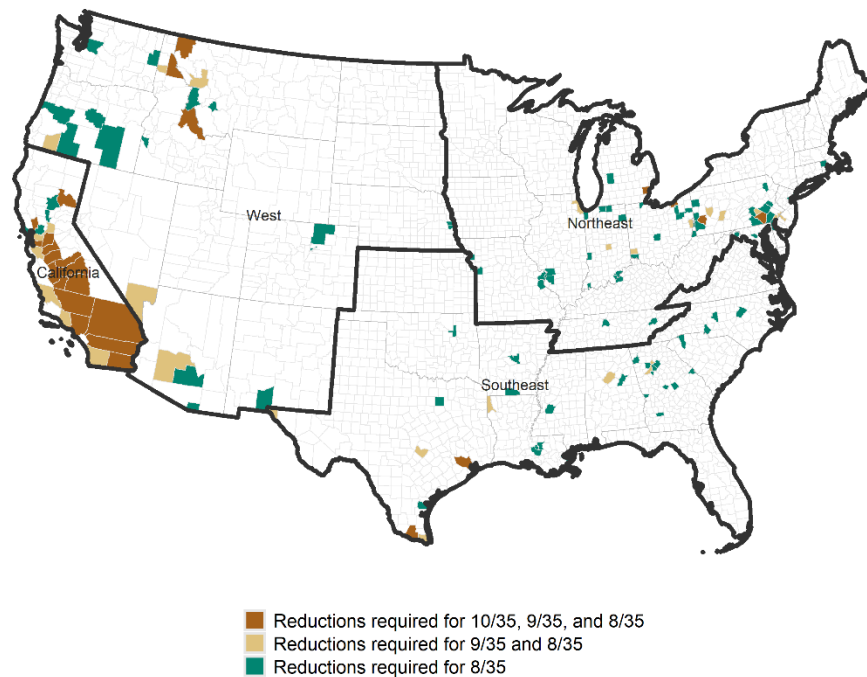 West
Northeast
California
Southeast
Reductions required for 10/35, 9/35, and 8/35
Reductions required for 9/35 and 8/35
Reductions required for 8/35